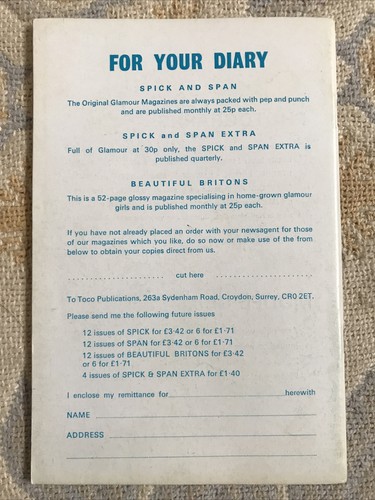 FOR YOUR DIARY
SPICK AND SPAN
The Original Glamour Magazines are always packed with pep and punch
and are published monthly at 25p each.
SPICK and SPAN EXTRA
Full of Glamour at 30p only, the SPICK and SPAN EXTRA is
published quarterly.
BEAUTIFUL BRITONS
This is a 52-page glossy magazine specialising in home-grown glamour
girls and is published monthly at 25p each.
If you have not already placed an order with your newsagent for those
of our magazines which you like, do so now or make use of the from
below to obtain your copies direct from us.
........................ cut here ........................
To Toco Publications, 263a Sydenham Road, Croydon, Surrey, CR0 2ET.
Please send me the following future issues
12 issues of SPICK for £3·42 or 6 for £1·71
12 issues of SPAN for £3·42 or 6 for £1·71
12 issues of BEAUTIFUL BRITONS for £3·42
or 6 for £1·71
4 issues of SPICK & SPAN EXTRA for £1·40
I enclose my remittance for____________________herewith
NAME
ADDRESS